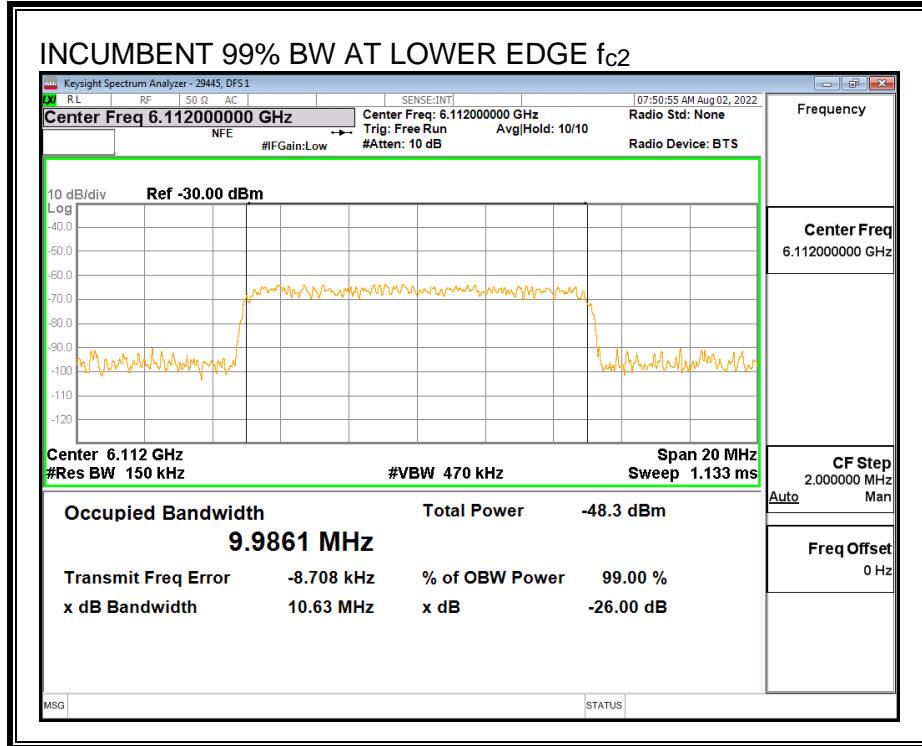 INCUMBENT 99% BW AT LOWER EDGE fc2
Keysight Spectrum Analyzer - 29445, DFS 1
LXI RL RF 50 Ω AC SENSE:INT 07:50:55 AM Aug 02, 2022
Center Freq 6.112000000 GHz Center Freq: 6.112000000 GHz Radio Std: None
NFE Trig: Free Run Avg|Hold: 10/10
#IFGain:Low #Atten: 10 dB Radio Device: BTS
Frequency
10 dB/div Ref -30.00 dBm
Log
-40.0
-50.0
-60.0
-70.0
-80.0
-90.0
-100
-110
-120
Center 6.112 GHz Span 20 MHz
#Res BW 150 kHz #VBW 470 kHz Sweep 1.133 ms
Center Freq
6.112000000 GHz
CF Step
2.000000 MHz
Auto Man
Freq Offset
0 Hz
Occupied Bandwidth Total Power -48.3 dBm
9.9861 MHz
Transmit Freq Error -8.708 kHz % of OBW Power 99.00 %
x dB Bandwidth 10.63 MHz x dB -26.00 dB
MSG STATUS